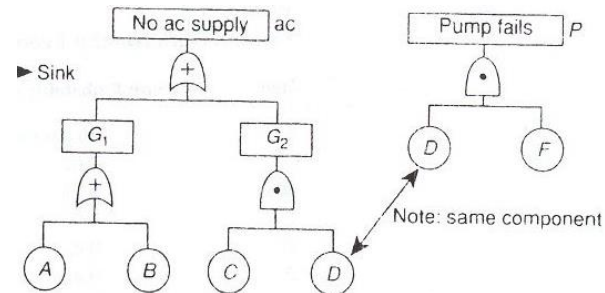 No ac supply ac
Pump fails P
+
•
Sink
G1 G2
D F
+ •
Note: same component
A B C D